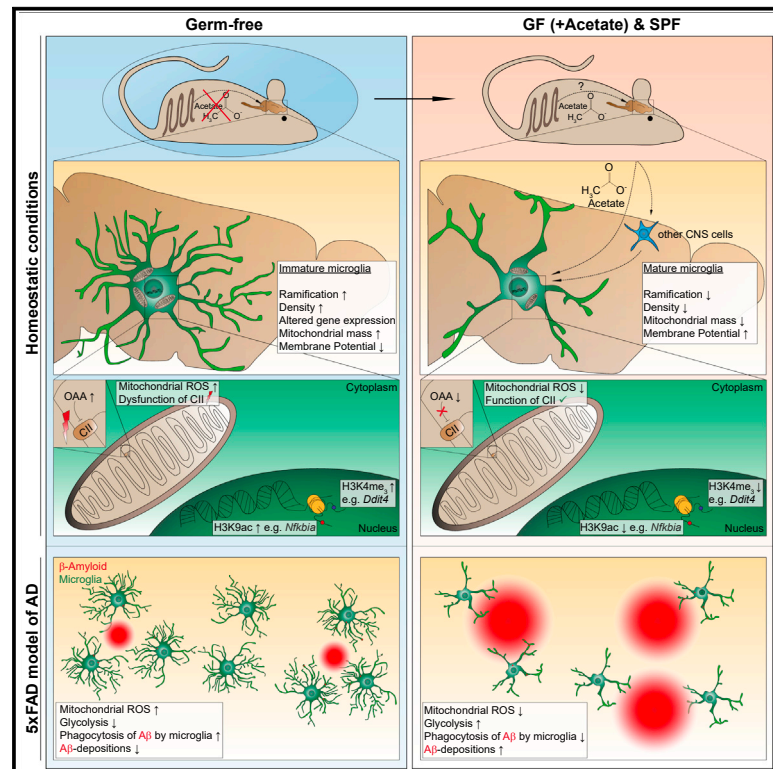 Germ-free
GF (+Acetate) & SPF
Homeostatic conditions
Acetate
O
H₃C
O⁻
?
Acetate
O
H₃C
O⁻
Immature microglia
Ramification ↑
Density ↑
Altered gene expression
Mitochondrial mass ↑
Membrane Potential ↓
O
H₃C
O⁻
Acetate
other CNS cells
Mature microglia
Ramification ↓
Density ↓
Mitochondrial mass ↓
Membrane Potential ↑
OAA ↑
CII
Mitochondrial ROS ↑
Dysfunction of CII
Cytoplasm
H3K4me₃ ↑
e.g. Ddit4
H3K9ac ↑ e.g. Nfkbia
Nucleus
OAA ↓
CII
Mitochondrial ROS ↓
Function of CII ✓
Cytoplasm
H3K4me₃ ↓
e.g. Ddit4
H3K9ac ↓ e.g. Nfkbia
Nucleus
5xFAD model of AD
β-Amyloid
Microglia
Mitochondrial ROS ↑
Glycolysis ↓
Phagocytosis of Aβ by microglia ↑
Aβ-depositions ↓
Mitochondrial ROS ↓
Glycolysis ↑
Phagocytosis of Aβ by microglia ↓
Aβ-depositions ↑